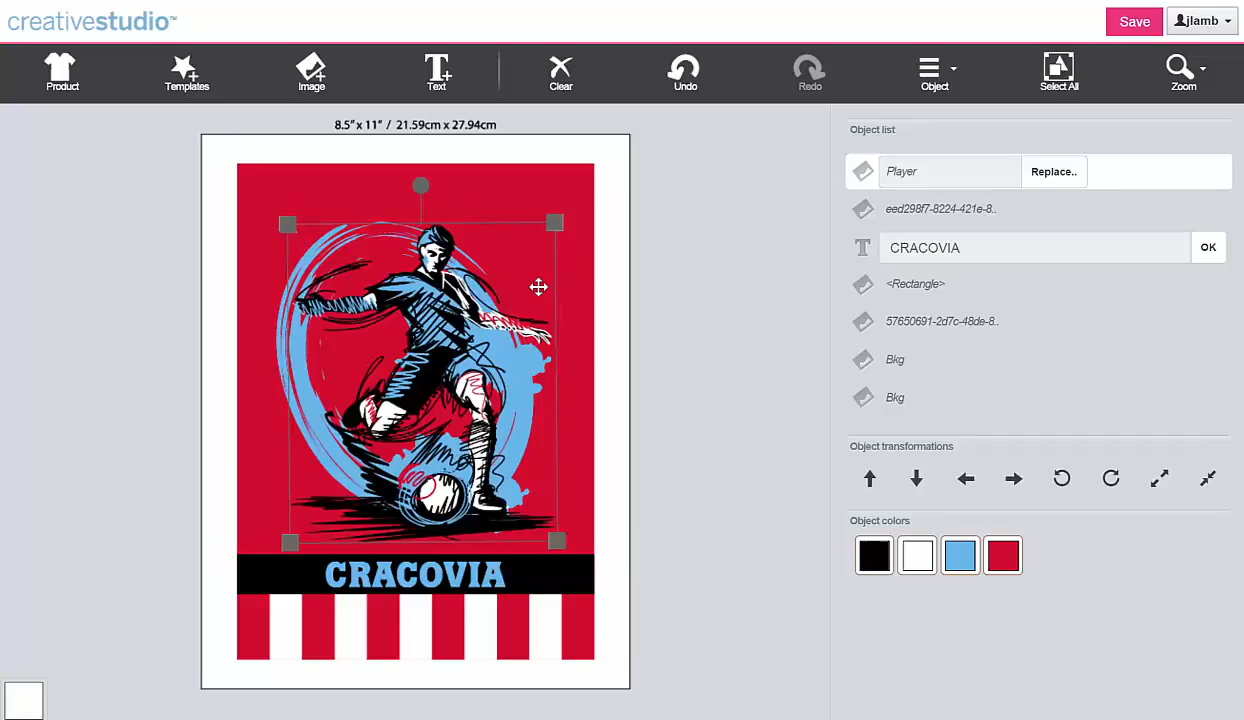 creativestudio™
Save
jlamb
Product
Templates
Image
Text
Clear
Undo
Redo
Object
Select All
Zoom
8.5" x 11" / 21.59cm x 27.94cm
CRACOVIA
Object list
Player
Replace..
eed298f7-8224-421e-8..
CRACOVIA
OK
<Rectangle>
57650691-2d7c-48de-8..
Bkg
Bkg
Object transformations
Object colors